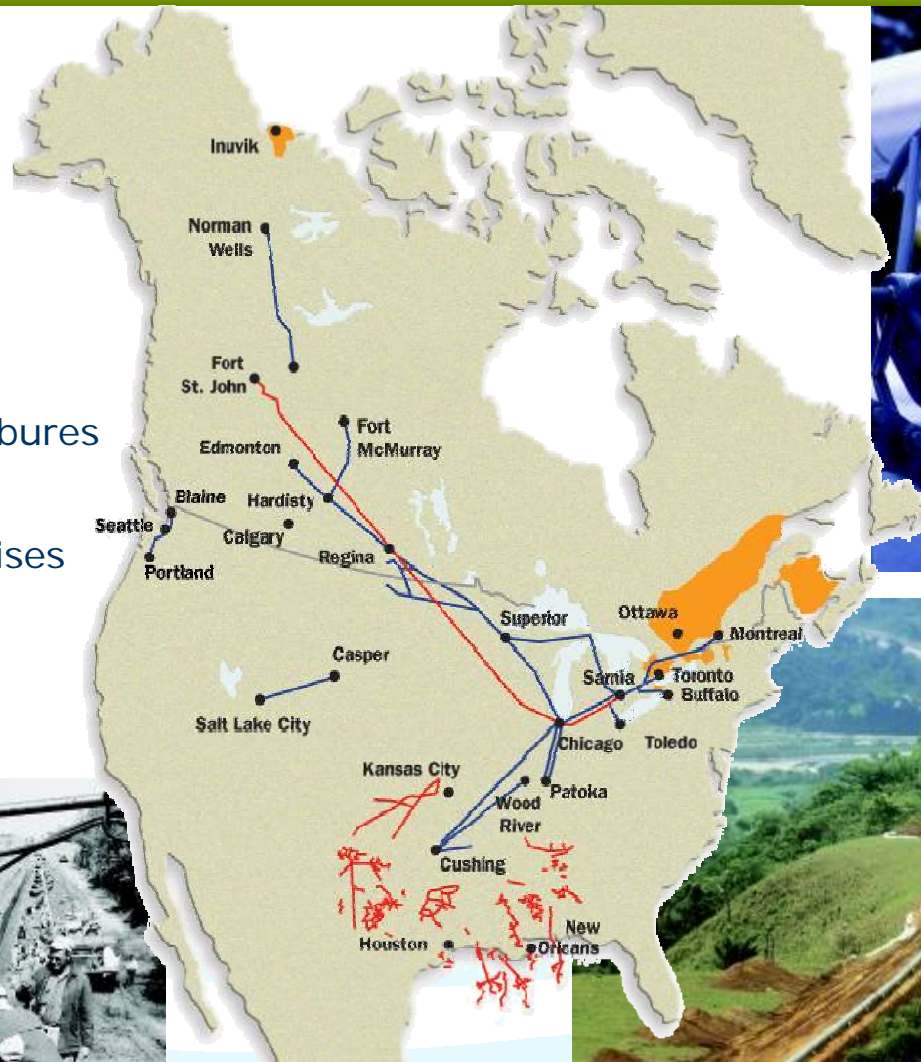 Inuvik
Norman
Wells
Fort
St. John
Fort
McMurray
Edmonton
Hardisty
Blaine
Seattle
Calgary
Portland
Regina
Superior
Ottawa
Montreal
Toronto
Sarnia
Buffalo
Casper
Salt Lake City
Chicago
Toledo
Kansas City
Patoka
Wood
River
Cushing
Houston
New
Orleans
bures
ises